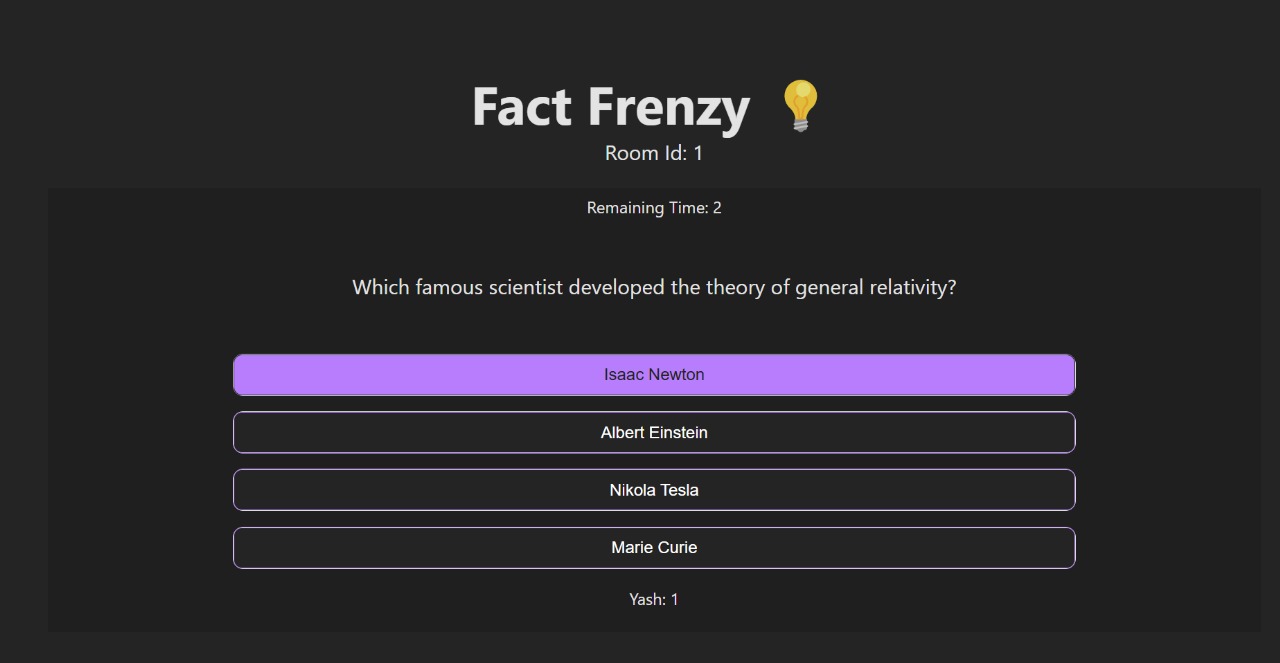 Fact Frenzy 💡
Room Id: 1
Remaining Time: 2
Which famous scientist developed the theory of general relativity?
Isaac Newton
Albert Einstein
Nikola Tesla
Marie Curie
Yash: 1